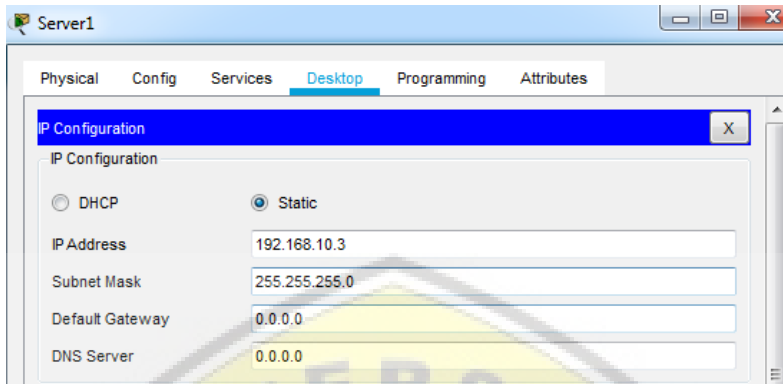 Server1
Physical Config Services Desktop Programming Attributes
IP Configuration X
IP Configuration
DHCP Static
IP Address 192.168.10.3
Subnet Mask 255.255.255.0
Default Gateway 0.0.0.0
DNS Server 0.0.0.0